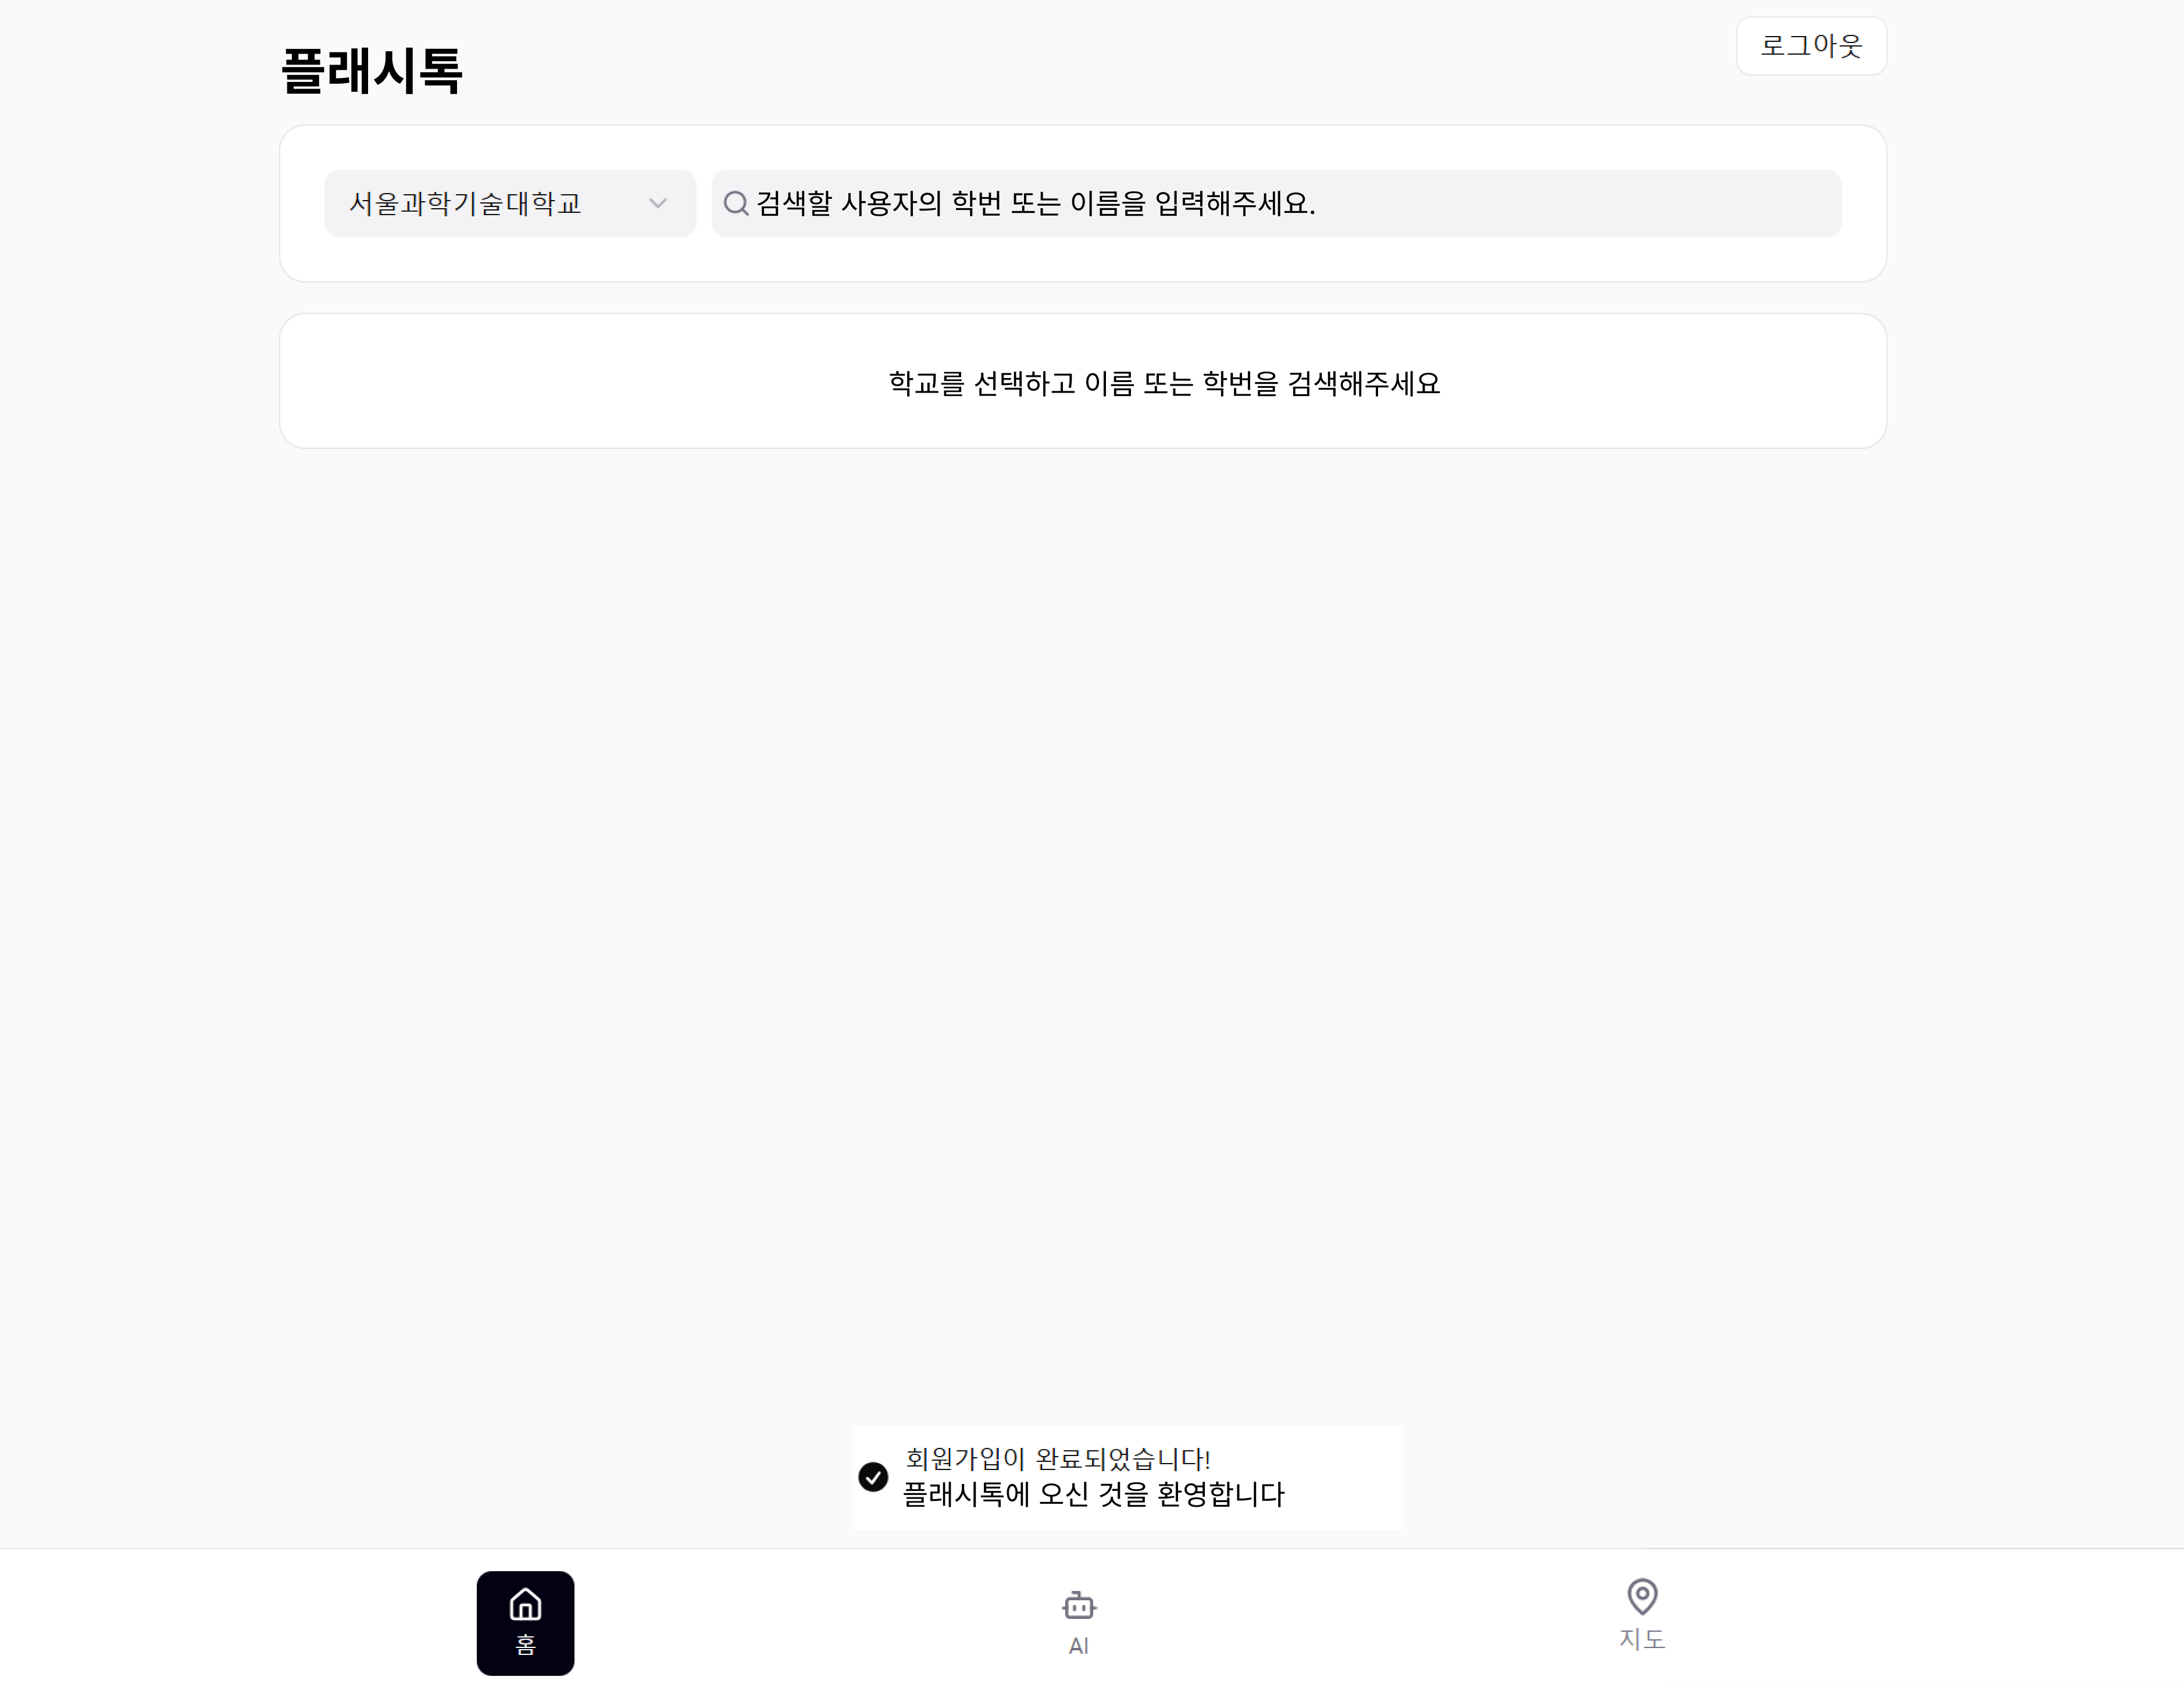 플래시톡
로그아웃
서울과학기술대학교
검색할 사용자의 학번 또는 이름을 입력해주세요.
학교를 선택하고 이름 또는 학번을 검색해주세요
회원가입이 완료되었습니다!
플래시톡에 오신 것을 환영합니다
홈
AI
지도